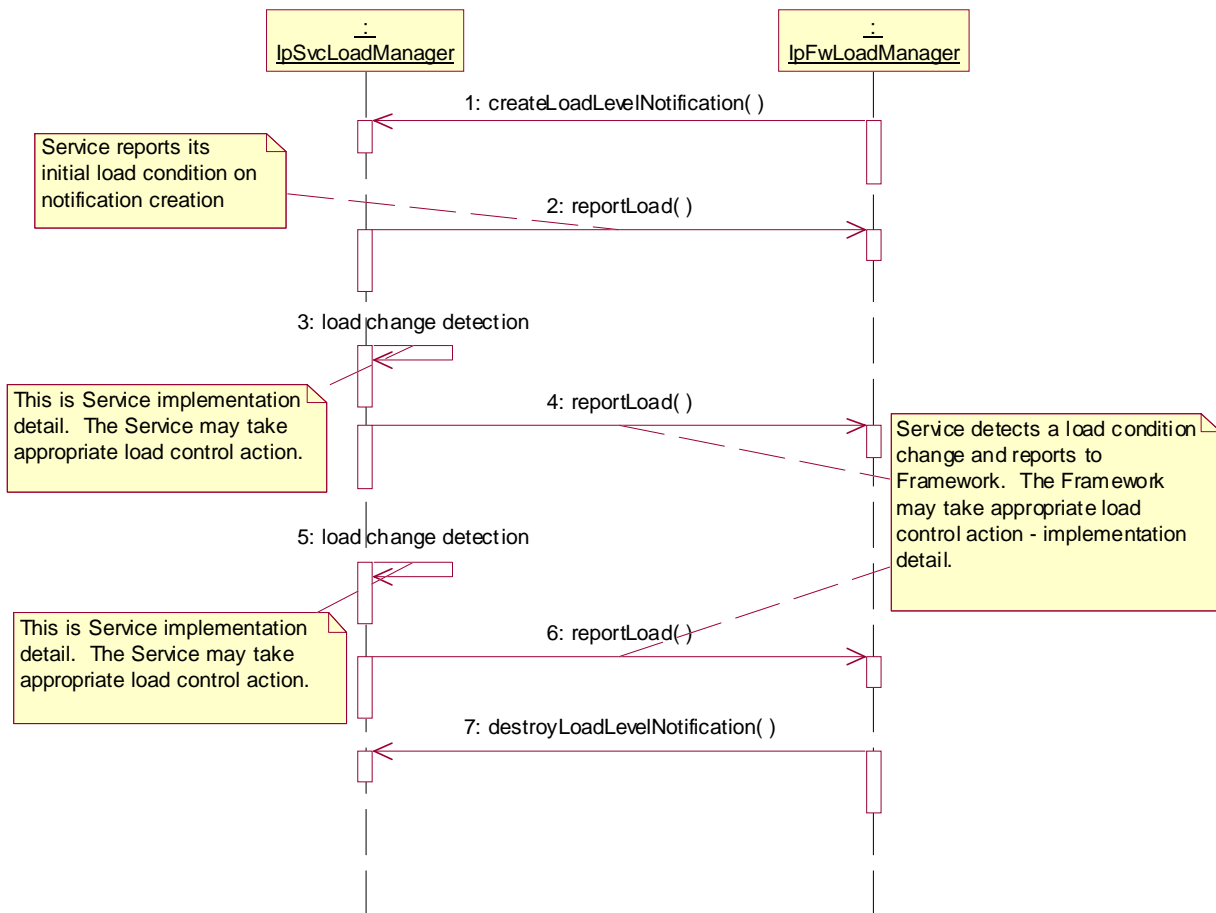 :
IpSvcLoadManager
:
IpFwLoadManager
1: createLoadLevelNotification( )
Service reports its
initial load condition on
notification creation
2: reportLoad( )
3: load change detection
This is Service implementation
detail. The Service may take
appropriate load control action.
4: reportLoad( )
Service detects a load condition
change and reports to
Framework. The Framework
may take appropriate load
control action - implementation
detail.
5: load change detection
This is Service implementation
detail. The Service may take
appropriate load control action.
6: reportLoad( )
7: destroyLoadLevelNotification( )